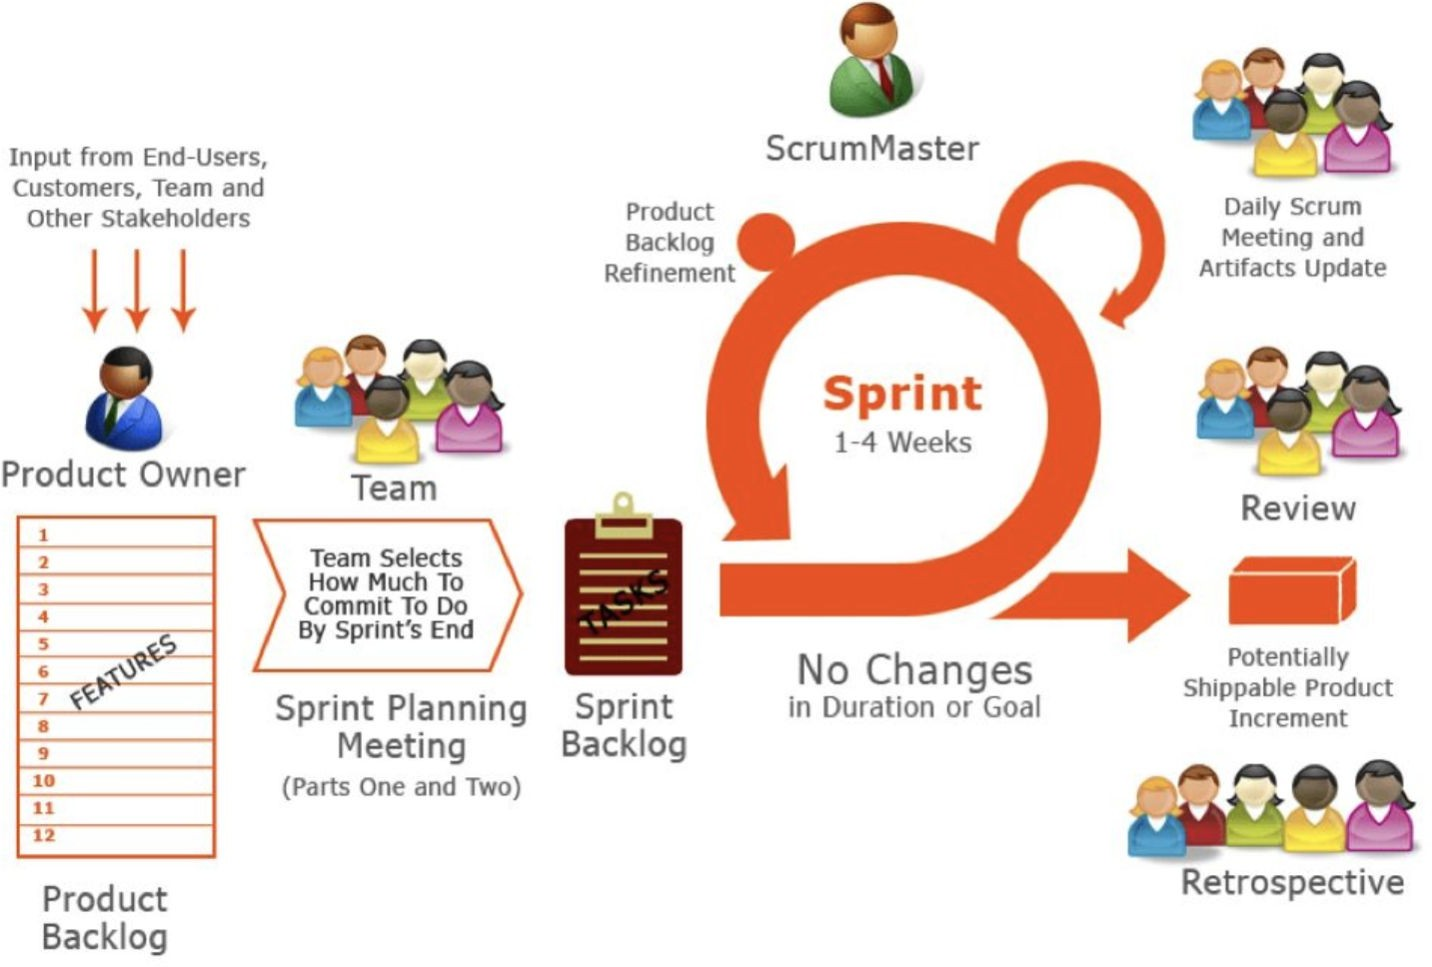 Input from End-Users,
Customers, Team and
Other Stakeholders
Product Owner
1
2
3
4
5
6
7
8
9
10
11
12
FEATURES
Product
Backlog
Team
Team Selects
How Much To
Commit To Do
By Sprint's End
Sprint Planning
Meeting
(Parts One and Two)
TASKS
Sprint
Backlog
ScrumMaster
Product
Backlog
Refinement
Sprint
1-4 Weeks
No Changes
in Duration or Goal
Daily Scrum
Meeting and
Artifacts Update
Review
Potentially
Shippable Product
Increment
Retrospective